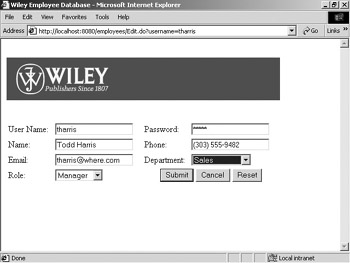 Wiley Employee Database - Microsoft Internet Explorer
File Edit View Favorites Tools Help
Address http://localhost:8080/employees/Edit.do?username=tharris Go Links »
WILEY
Publishers Since 1807
User Name: tharris Password: *****
Name: Todd Harris Phone: (303) 555-9482
Email: tharris@where.com Department: Sales
Role: Manager Submit Cancel Reset
Done Local intranet